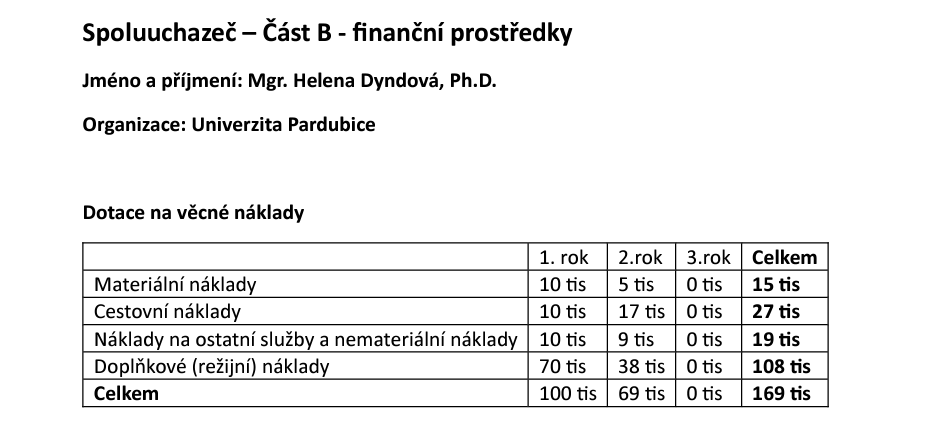 Spoluuchazeč – Část B - finanční prostředky
Jméno a příjmení: Mgr. Helena Dyndová, Ph.D.
Organizace: Univerzita Pardubice
Dotace na věcné náklady
1. rok 2.rok 3.rok Celkem
Materiální náklady 10 tis 5 tis 0 tis 15 tis
Cestovní náklady 10 tis 17 tis 0 tis 27 tis
Náklady na ostatní služby a nemateriální náklady 10 tis 9 tis 0 tis 19 tis
Doplňkové (režijní) náklady 70 tis 38 tis 0 tis 108 tis
Celkem 100 tis 69 tis 0 tis 169 tis